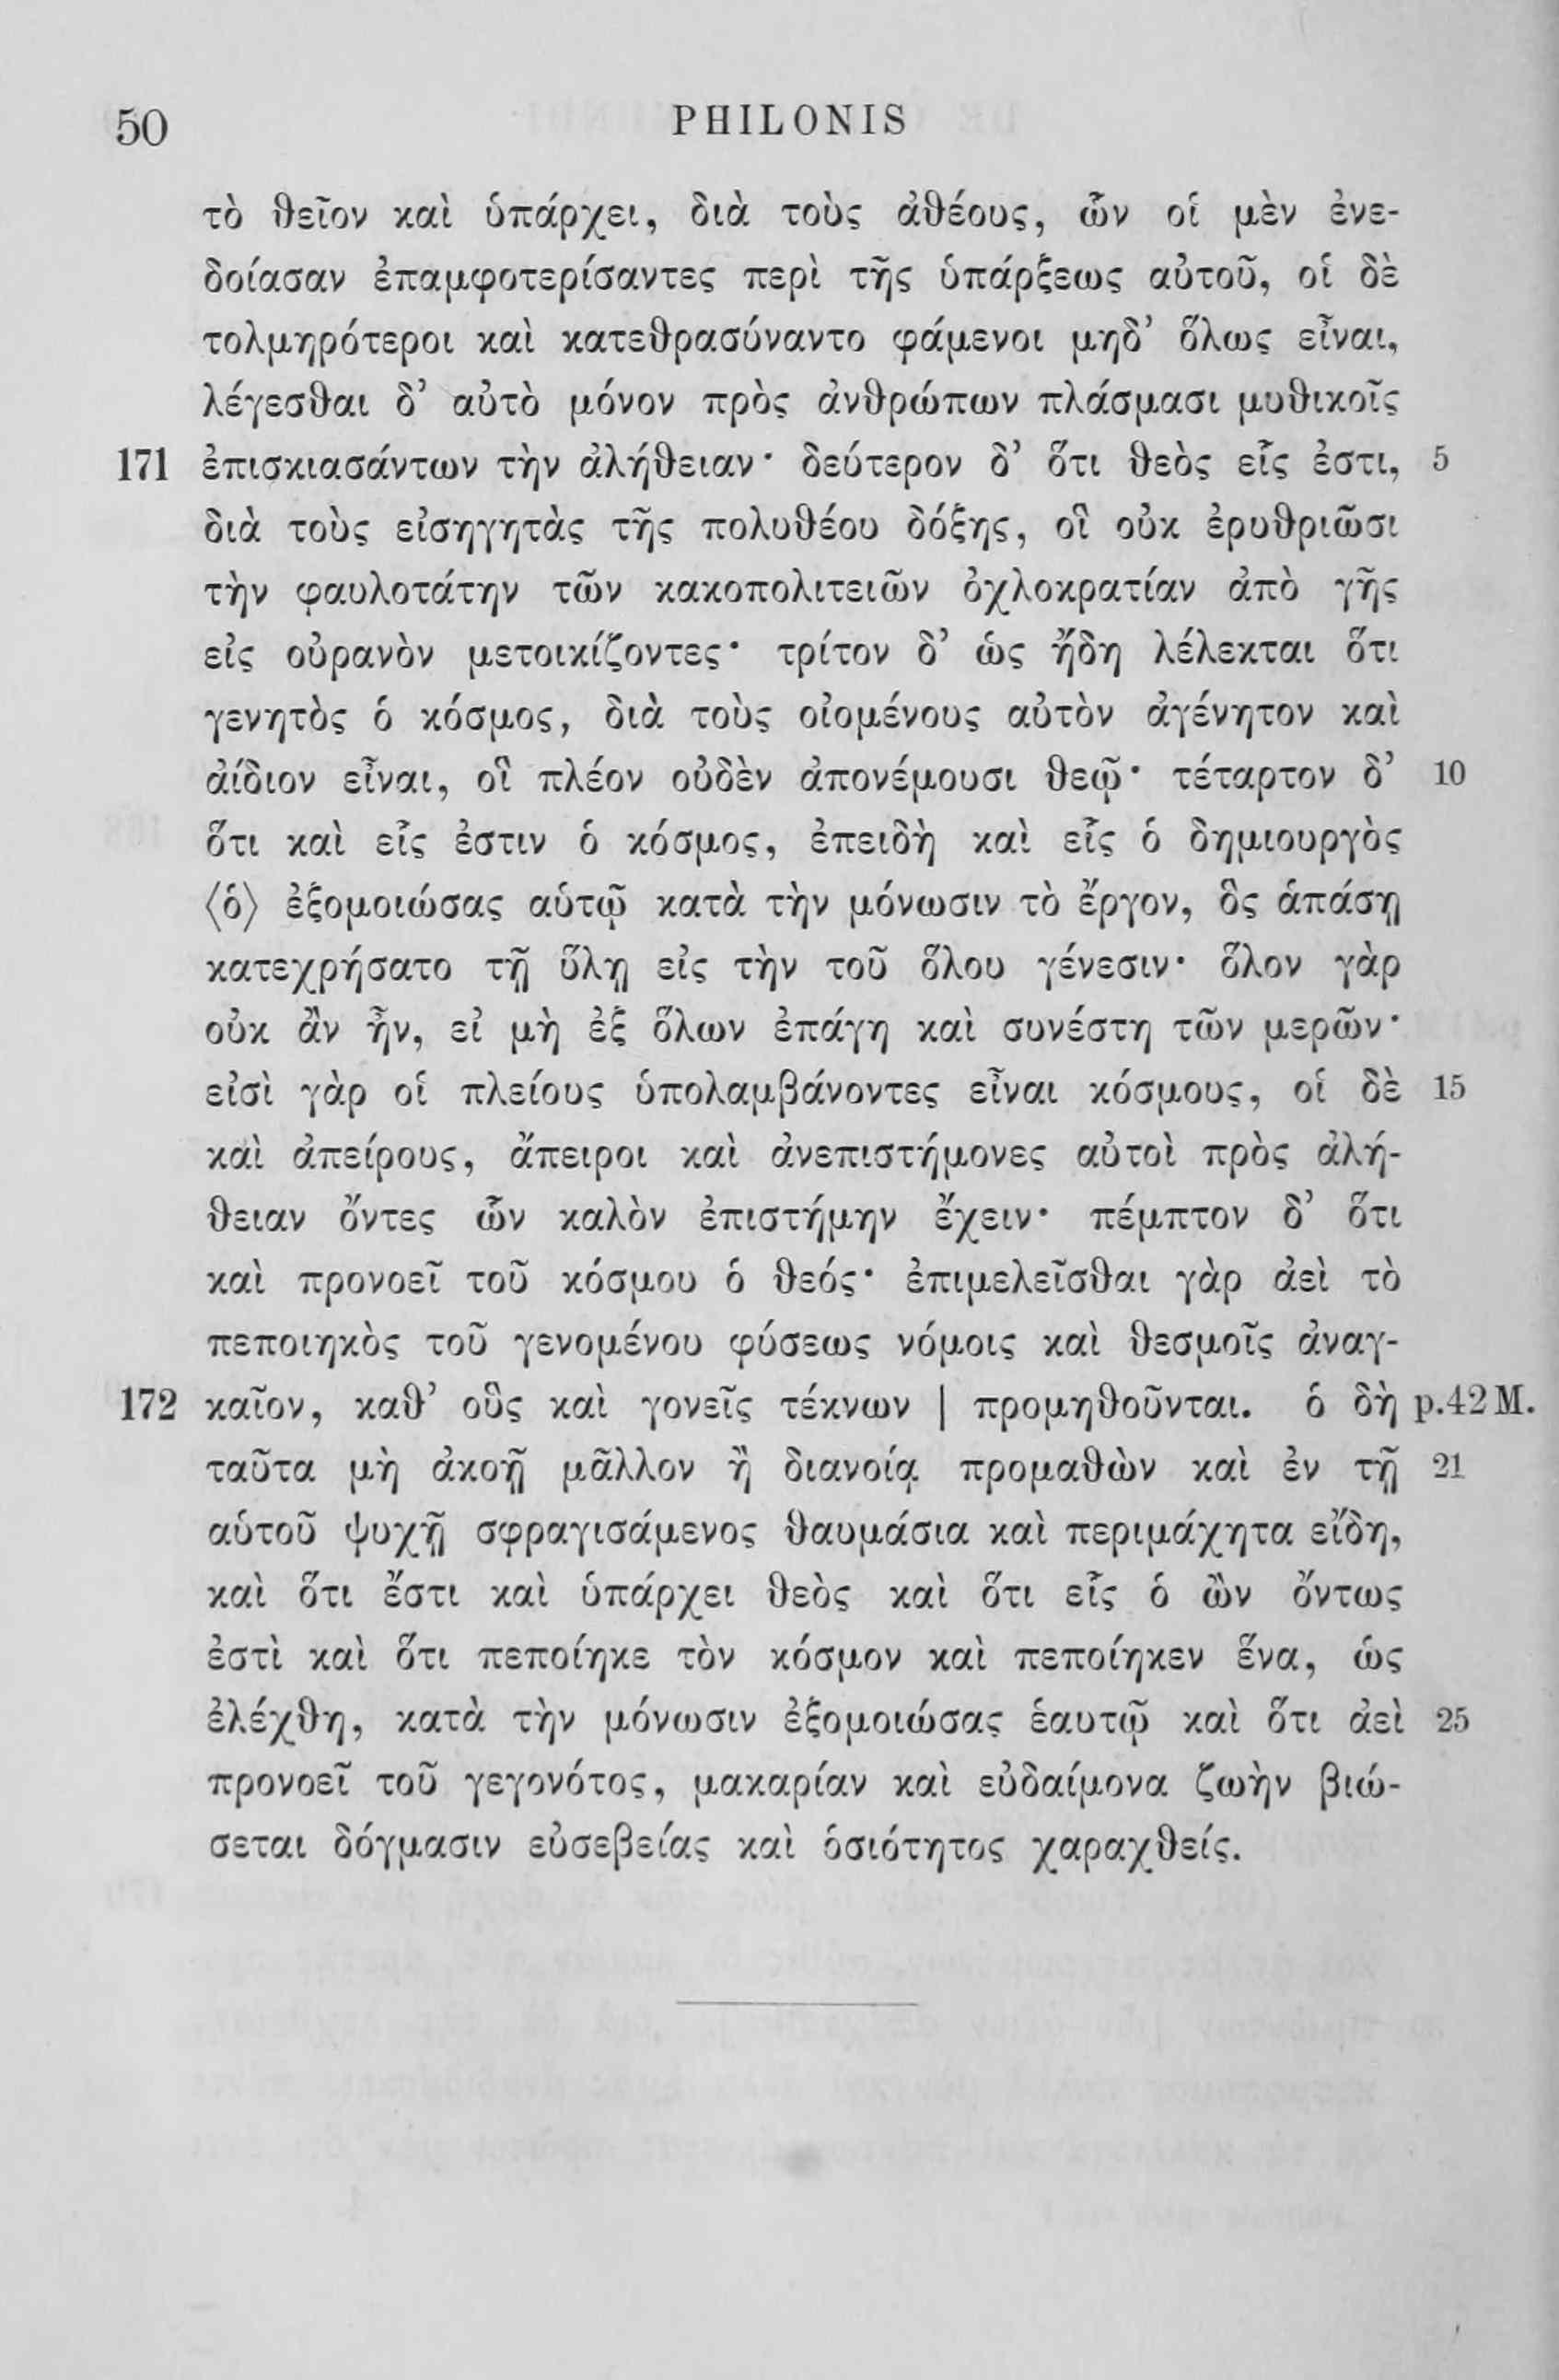 50 PHILONIS
τὸ θεῖον καὶ ὑπάρχει, διὰ τοὺς ἀθέους, ὧν οἱ μὲν ἐνε-
δοίασαν ἐπαμφοτερίσαντες περὶ τῆς ὑπάρξεως αὐτοῦ, οἱ δὲ
τολμηρότεροι καὶ κατεθρασύναντο φάμενοι μηδ’ ὅλως εἶναι,
λέγεσθαι δ’ αὐτὸ μόνον πρὸς ἀνθρώπων πλάσμασι μυθικοῖς
171 ἐπισκιασάντων τὴν ἀλήθειαν· δεύτερον δ’ ὅτι θεὸς εἷς ἐστι, 5
διὰ τοὺς εἰσηγητὰς τῆς πολυθέου δόξης, οἳ οὐκ ἐρυθριῶσι
τὴν φαυλοτάτην τῶν κακοπολιτειῶν ὀχλοκρατίαν ἀπὸ γῆς
εἰς οὐρανὸν μετοικίζοντες· τρίτον δ’ ὡς ἤδη λέλεκται ὅτι
γενητὸς ὁ κόσμος, διὰ τοὺς οἰομένους αὐτὸν ἀγένητον καὶ
ἀίδιον εἶναι, οἳ πλέον οὐδὲν ἀπονέμουσι θεῷ· τέταρτον δ’ 10
ὅτι καὶ εἷς ἐστιν ὁ κόσμος, ἐπειδὴ καὶ εἷς ὁ δημιουργὸς
⟨ὁ⟩ ἐξομοιώσας αὑτῷ κατὰ τὴν μόνωσιν τὸ ἔργον, ὃς ἁπάσῃ
κατεχρήσατο τῇ ὕλῃ εἰς τὴν τοῦ ὅλου γένεσιν· ὅλον γὰρ
οὐκ ἂν ἦν, εἰ μὴ ἐξ ὅλων ἐπάγη καὶ συνέστη τῶν μερῶν·
εἰσὶ γὰρ οἱ πλείους ὑπολαμβάνοντες εἶναι κόσμους, οἱ δὲ 15
καὶ ἀπείρους, ἄπειροι καὶ ἀνεπιστήμονες αὐτοὶ πρὸς ἀλή-
θειαν ὄντες ὧν καλὸν ἐπιστήμην ἔχειν· πέμπτον δ’ ὅτι
καὶ προνοεῖ τοῦ κόσμου ὁ θεός· ἐπιμελεῖσθαι γὰρ ἀεὶ τὸ
πεποιηκὸς τοῦ γενομένου φύσεως νόμοις καὶ θεσμοῖς ἀναγ-
172 καῖον, καθ’ οὓς καὶ γονεῖς τέκνων | προμηθοῦνται. ὁ δὴ p.42 M.
ταῦτα μὴ ἀκοῇ μᾶλλον ἢ διανοίᾳ προμαθὼν καὶ ἐν τῇ 21
αὑτοῦ ψυχῇ σφραγισάμενος θαυμάσια καὶ περιμάχητα εἴδη,
καὶ ὅτι ἔστι καὶ ὑπάρχει θεὸς καὶ ὅτι εἷς ὁ ὢν ὄντως
ἐστὶ καὶ ὅτι πεποίηκε τὸν κόσμον καὶ πεποίηκεν ἕνα, ὡς
ἐλέχθη, κατὰ τὴν μόνωσιν ἐξομοιώσας ἑαυτῷ καὶ ὅτι ἀεὶ 25
προνοεῖ τοῦ γεγονότος, μακαρίαν καὶ εὐδαίμονα ζωὴν βιώ-
σεται δόγμασιν εὐσεβείας καὶ ὁσιότητος χαραχθείς.